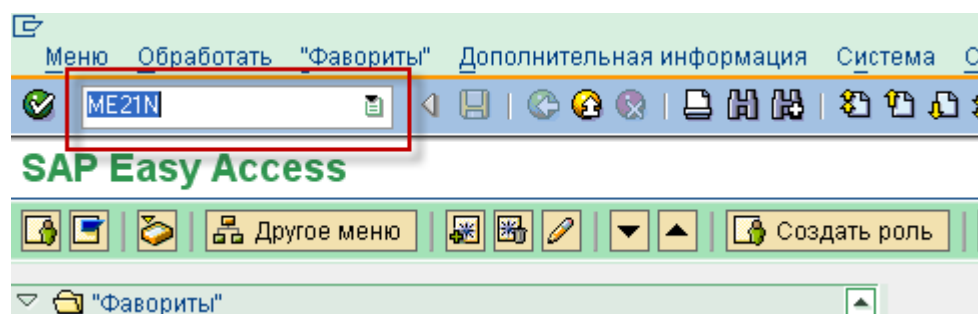 Меню Обработать "Фавориты" Дополнительная информация Система
ME21N
SAP Easy Access
Другое меню Создать роль
"Фавориты"